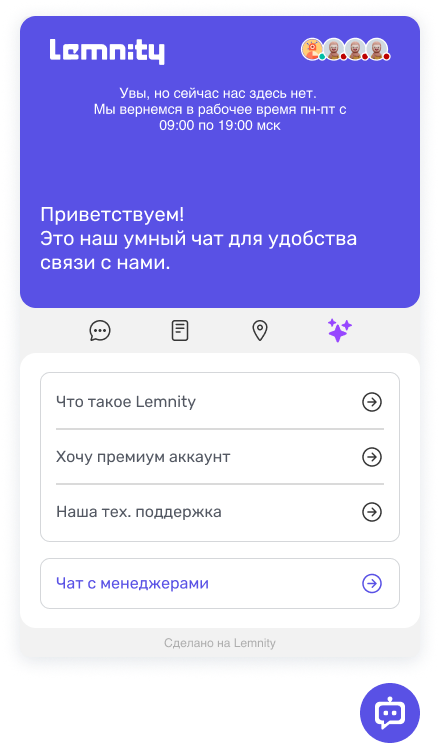 Lemnity
Увы, но сейчас нас здесь нет.
Мы вернемся в рабочее время пн-пт с
09:00 по 19:00 мск
Приветствуем!
Это наш умный чат для удобства
связи с нами.
Что такое Lemnity
Хочу премиум аккаунт
Наша тех. поддержка
Чат с менеджерами
Сделано на Lemnity